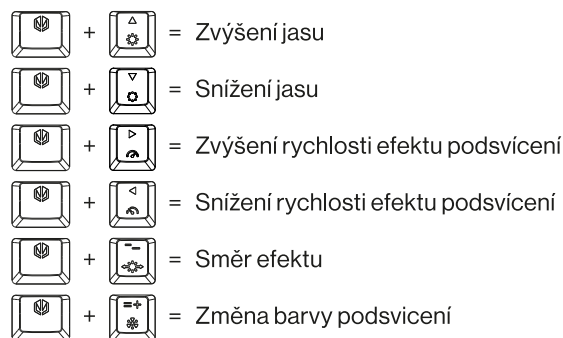 + = Zvýšení jasu
+ = Snížení jasu
+ = Zvýšení rychlosti efektu podsvícení
+ = Snížení rychlosti efektu podsvícení
+ -_ = Směr efektu
+ =+ = Změna barvy podsvicení